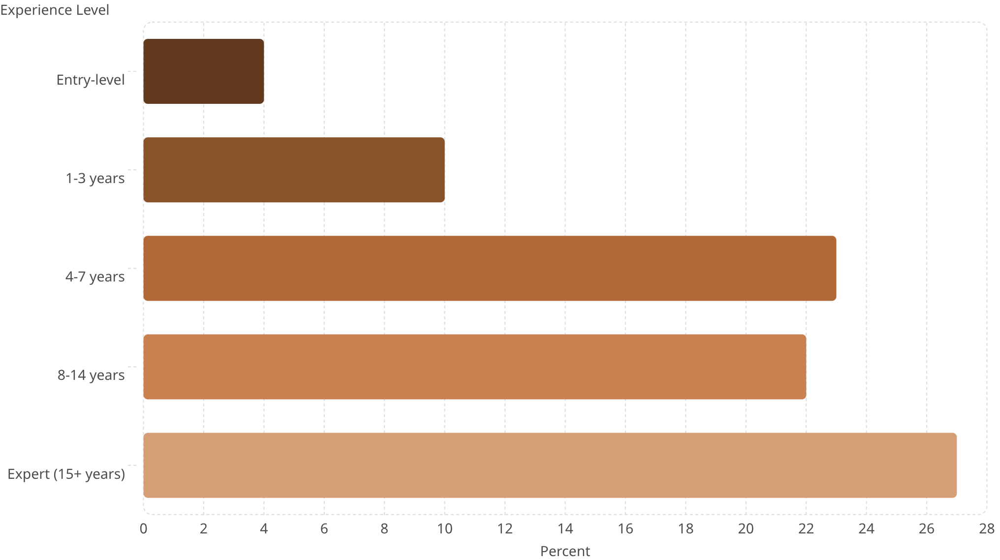 Experience Level
Entry-level
1-3 years
4-7 years
8-14 years
Expert (15+ years)
0 2 4 6 8 10 12 14 16 18 20 22 24 26 28
Percent